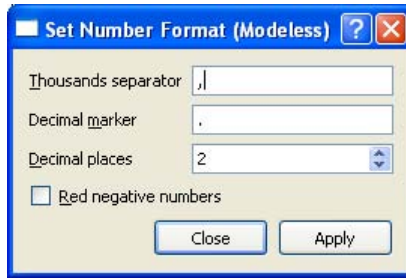 Set Number Format (Modeless)
Thousands separator ,
Decimal marker .
Decimal places 2
Red negative numbers
Close Apply